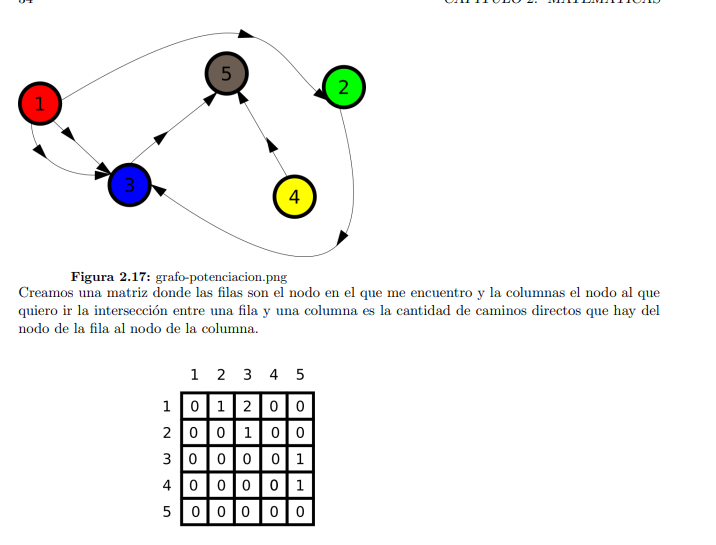 5
2
1
3
4
Figura 2.17: grafo-potenciacion.png
Creamos una matriz donde las filas son el nodo en el que me encuentro y la columnas el nodo al que
quiero ir la intersección entre una fila y una columna es la cantidad de caminos directos que hay del
nodo de la fila al nodo de la columna.
1 2 3 4 5
1 0 1 2 0 0
2 0 0 1 0 0
3 0 0 0 0 1
4 0 0 0 0 1
5 0 0 0 0 0